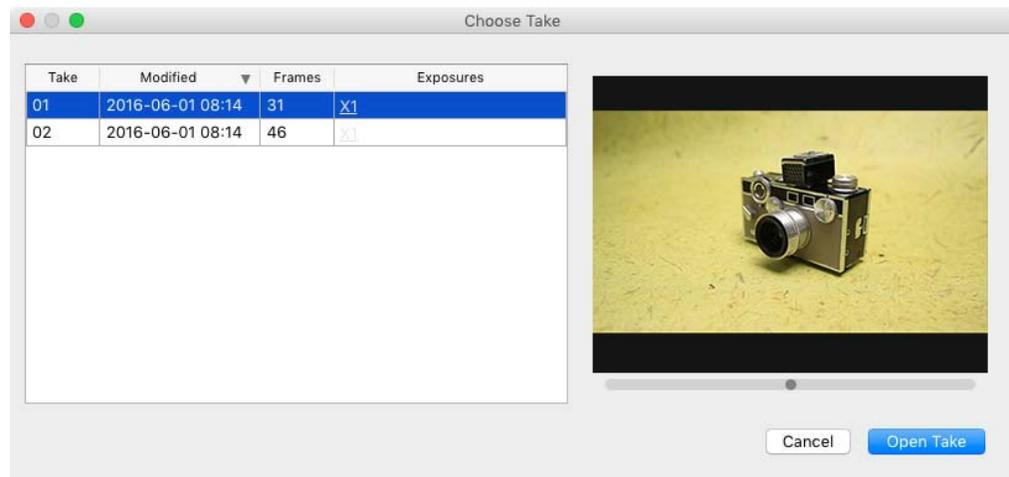 Choose Take
Take Modified ▼ Frames Exposures
01 2016-06-01 08:14 31 X1
02 2016-06-01 08:14 46 X1
Cancel Open Take